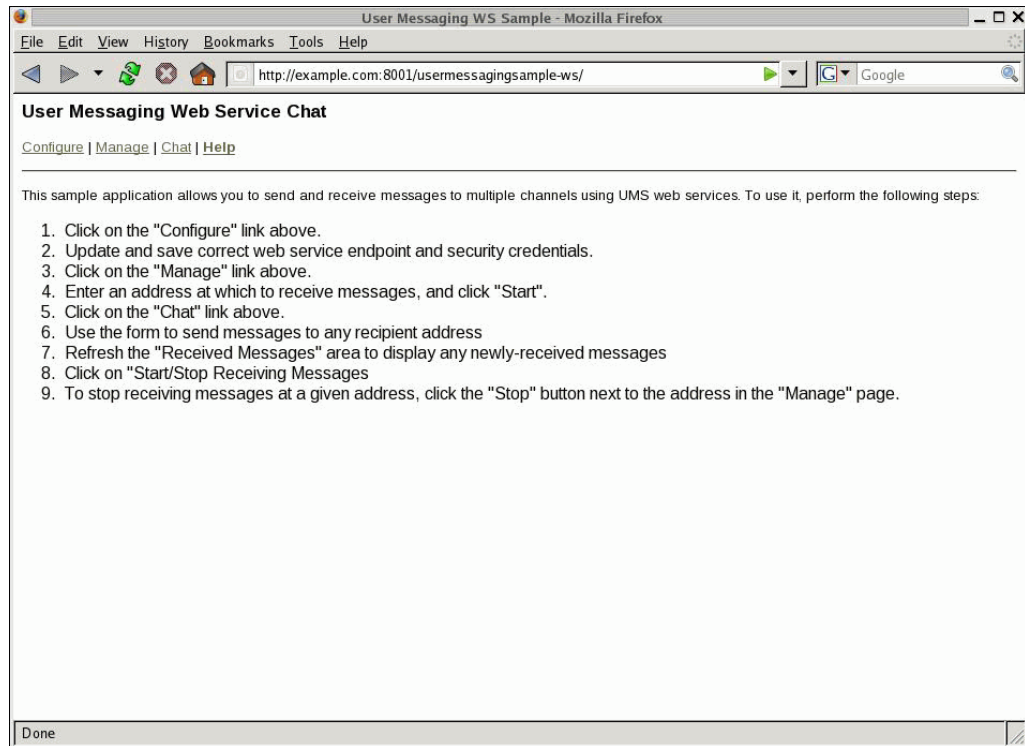 User Messaging WS Sample - Mozilla Firefox
File Edit View History Bookmarks Tools Help
http://example.com:8001/usermessagingsample-ws/ G Google
User Messaging Web Service Chat
Configure | Manage | Chat | Help
This sample application allows you to send and receive messages to multiple channels using UMS web services. To use it, perform the following steps:
1. Click on the "Configure" link above.
2. Update and save correct web service endpoint and security credentials.
3. Click on the "Manage" link above.
4. Enter an address at which to receive messages, and click "Start".
5. Click on the "Chat" link above.
6. Use the form to send messages to any recipient address
7. Refresh the "Received Messages" area to display any newly-received messages
8. Click on "Start/Stop Receiving Messages
9. To stop receiving messages at a given address, click the "Stop" button next to the address in the "Manage" page.
Done